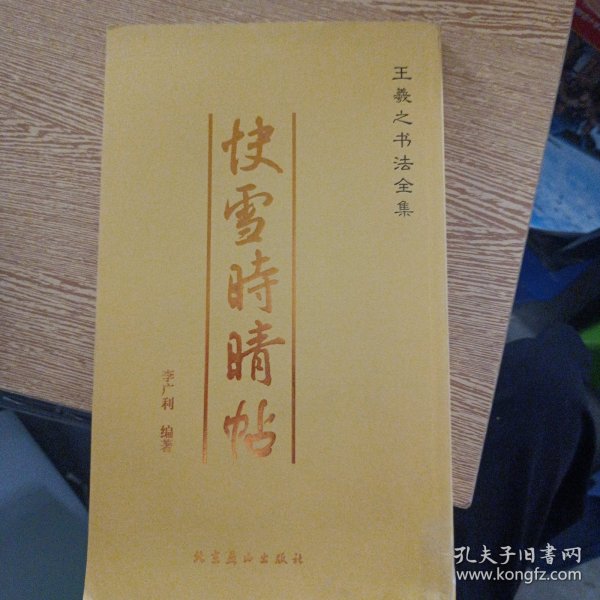 王羲之书法全集
快雪時晴帖
李广利 编著
北京燕山出版社
孔夫子旧书网
www.kongfz.com